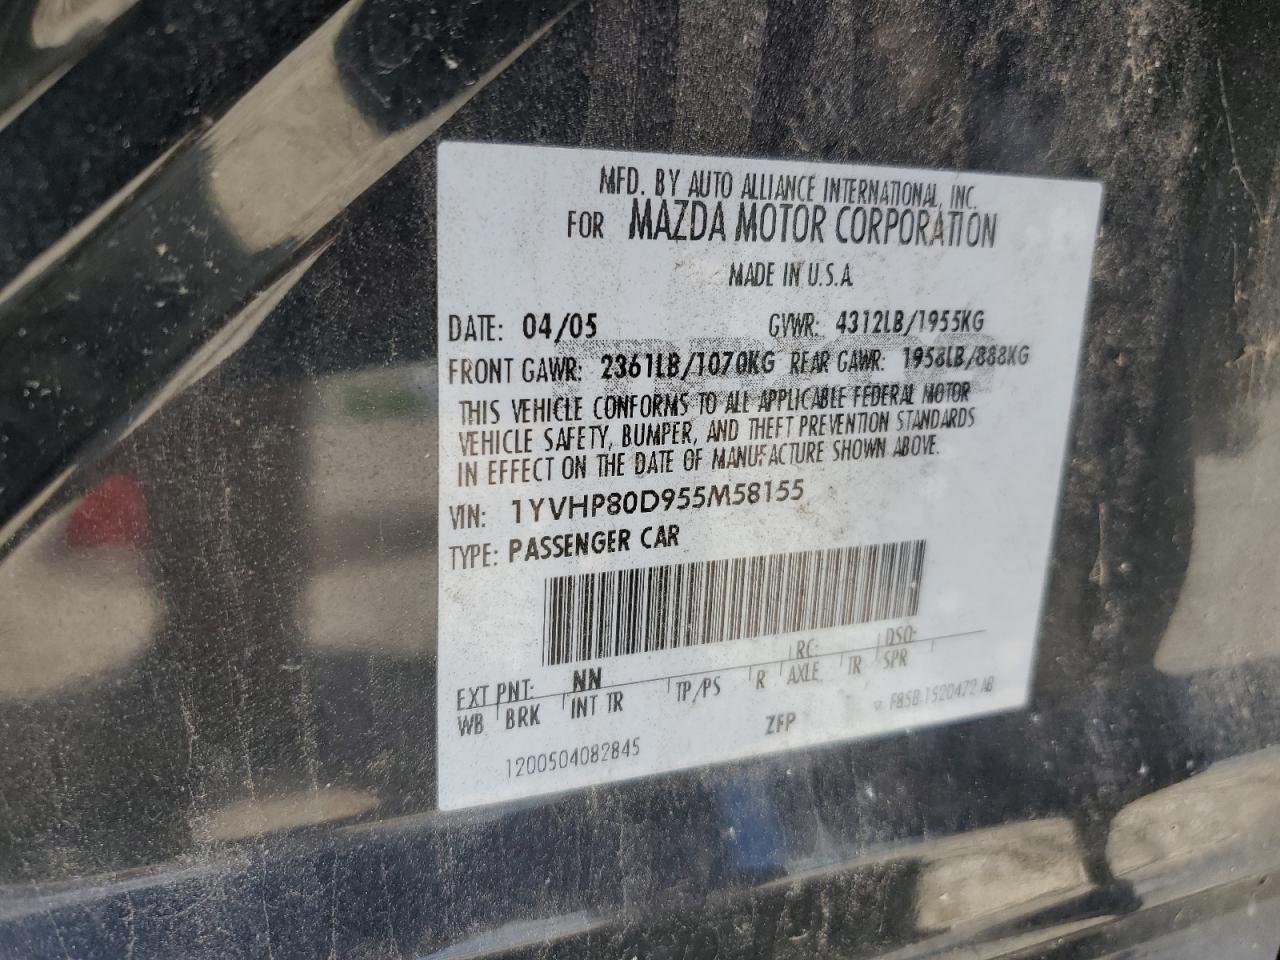 MFD. BY AUTO ALLIANCE INTERNATIONAL, INC.
FOR MAZDA MOTOR CORPORATION
MADE IN U.S.A
DATE: 04/05 GVWR: 4312LB/1955KG
FRONT GAWR: 2361LB/1070KG REAR GAWR: 1958LB/888KG
THIS VEHICLE CONFORMS TO ALL APPLICABLE FEDERAL MOTOR
VEHICLE SAFETY, BUMPER, AND THEFT PREVENTION STANDARDS
IN EFFECT ON THE DATE OF MANUFACTURE SHOWN ABOVE.
VIN: 1YVHP80D955M58155
TYPE: PASSENGER CAR
EXT PNT: NN RC: DSO:
WB BRK INT TR TP/PS R AXLE TR SPR
ZFP F85B-1520472-AB
1200504082845